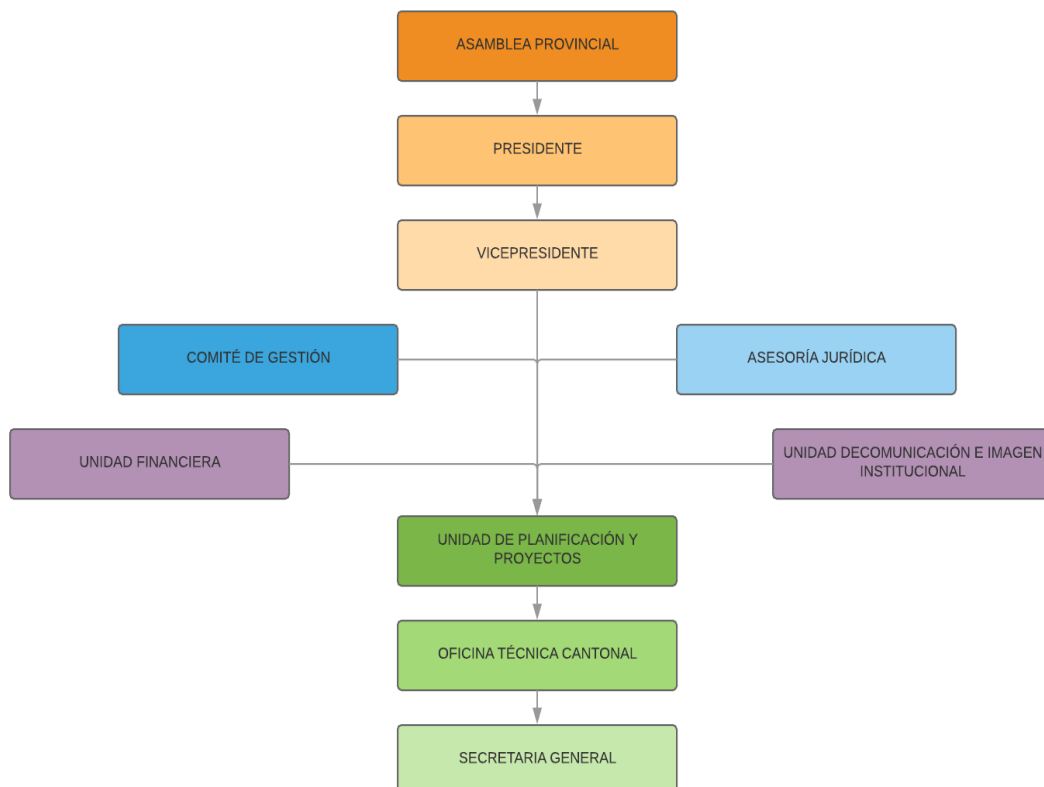 ASAMBLEA PROVINCIAL
PRESIDENTE
VICEPRESIDENTE
COMITÉ DE GESTIÓN
ASESORÍA JURÍDICA
UNIDAD FINANCIERA
UNIDAD DECOMUNICACIÓN E IMAGEN
INSTITUCIONAL
UNIDAD DE PLANIFICACIÓN Y
PROYECTOS
OFICINA TÉCNICA CANTONAL
SECRETARIA GENERAL